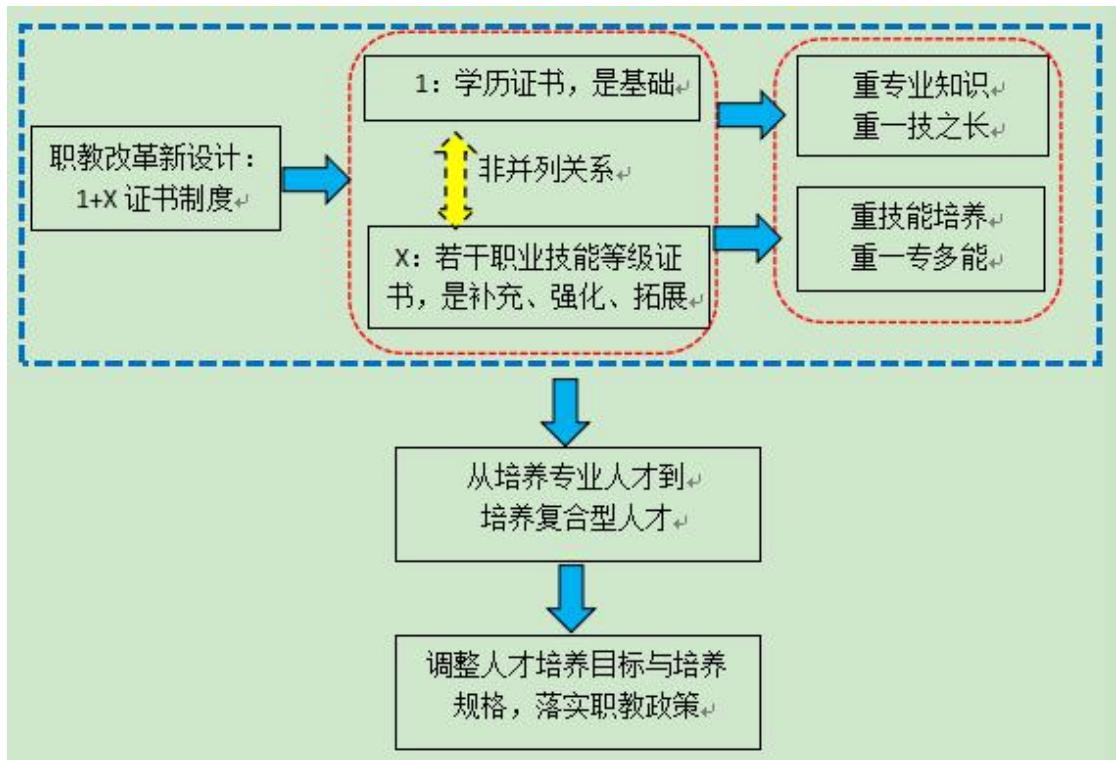 职教改革新设计：
1+X 证书制度
1：学历证书，是基础
非并列关系
X：若干职业技能等级证
书，是补充、强化、拓展
重专业知识
重一技之长
重技能培养
重一专多能
从培养专业人才到
培养复合型人才
调整人才培养目标与培养
规格，落实职教政策